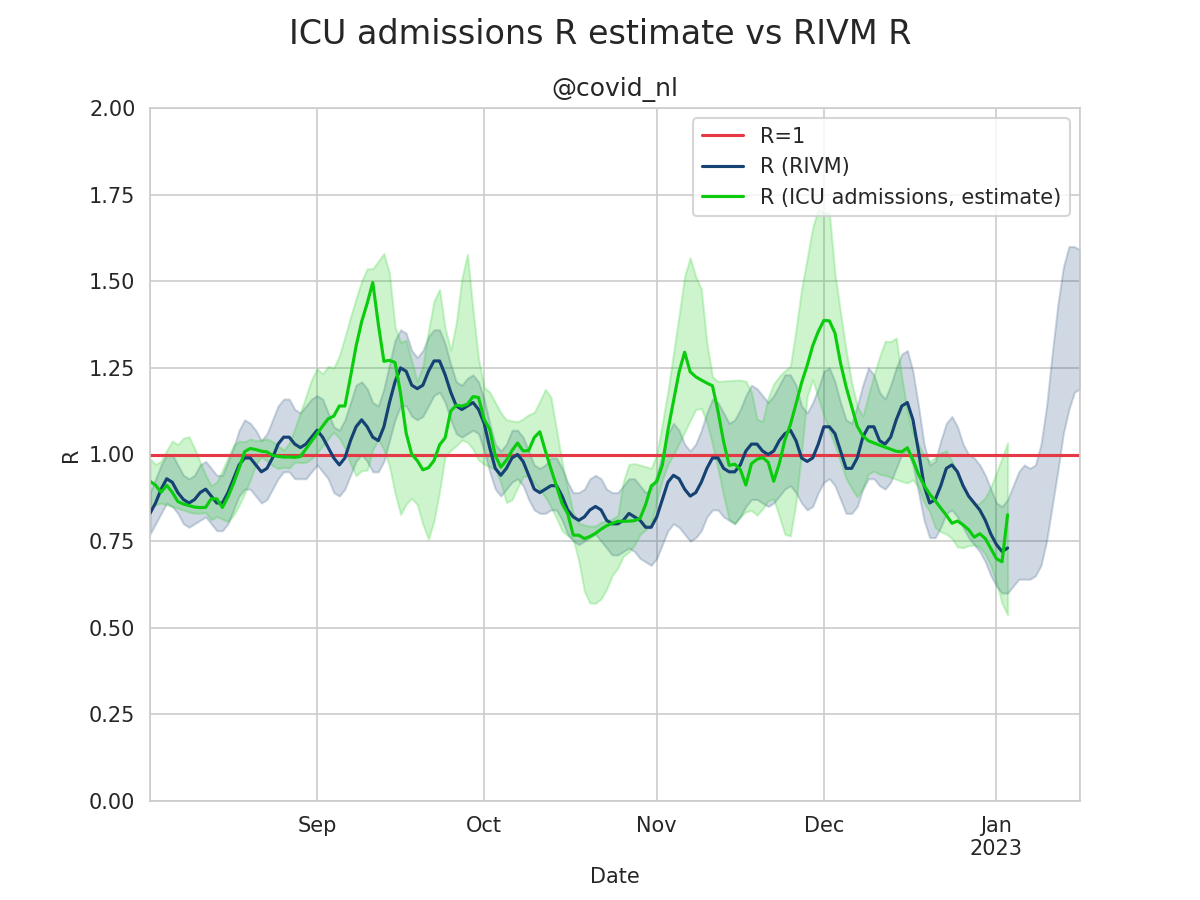 ICU admissions R estimate vs RIVM R
@covid_nl
2.00
1.75
1.50
1.25
1.00
0.75
0.50
0.25
0.00
R
R=1
R (RIVM)
R (ICU admissions, estimate)
Sep Oct Nov Dec Jan
2023
Date